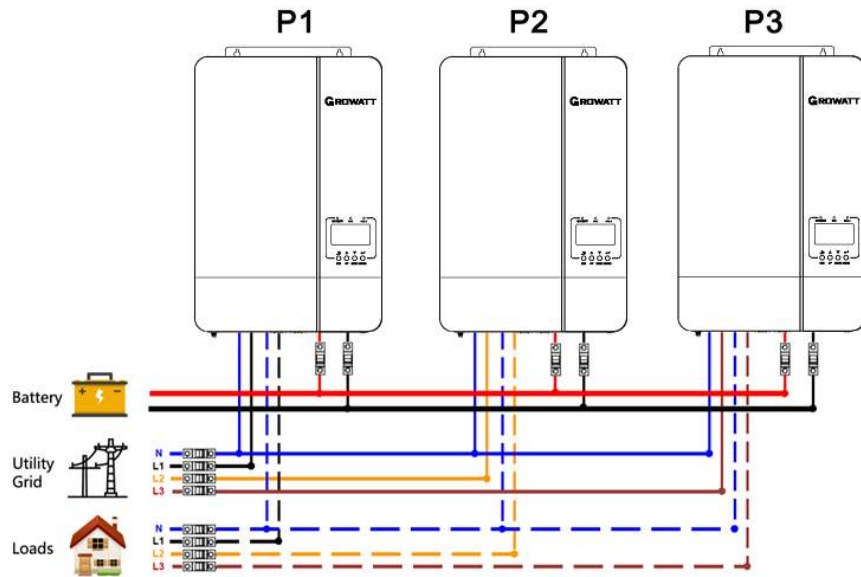 P1
P2
P3
GROWATT
GROWATT
GROWATT
Battery
+
−
Utility
Grid
N
L1
L2
L3
Loads
N
L1
L2
L3